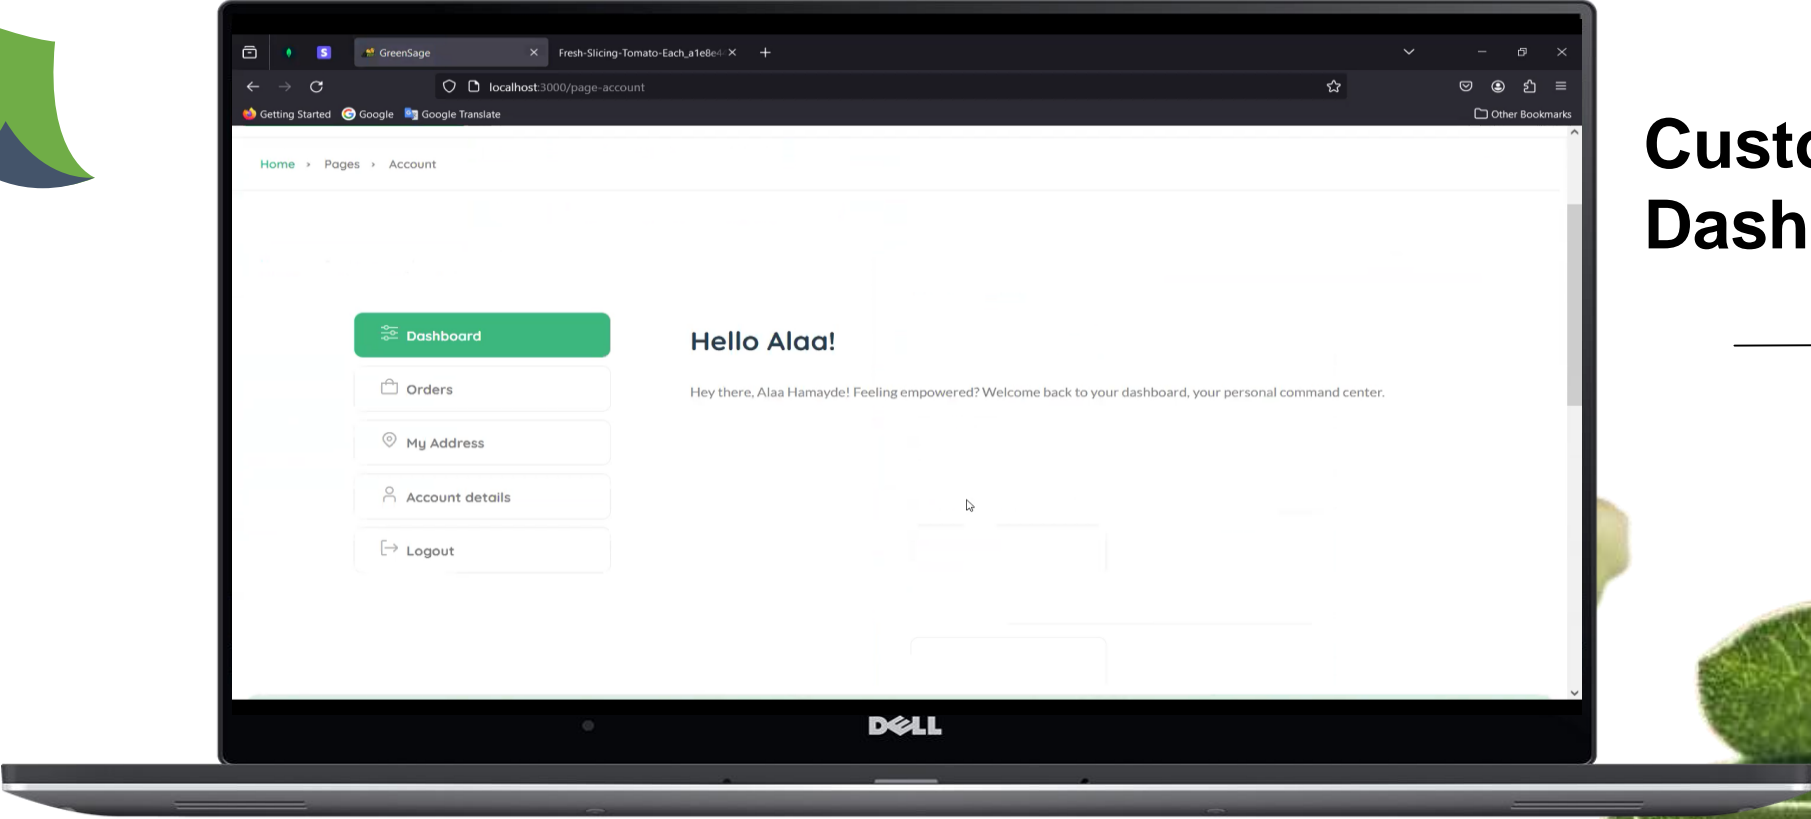 GreenSage
Fresh-Slicing-Tomato-Each_a1e8e4
localhost:3000/page-account
Getting Started Google Google Translate Other Bookmarks
Home › Pages › Account
Dashboard
Orders
My Address
Account details
Logout
Hello Alaa!
Hey there, Alaa Hamayde! Feeling empowered? Welcome back to your dashboard, your personal command center.
DELL
Custo
Dash